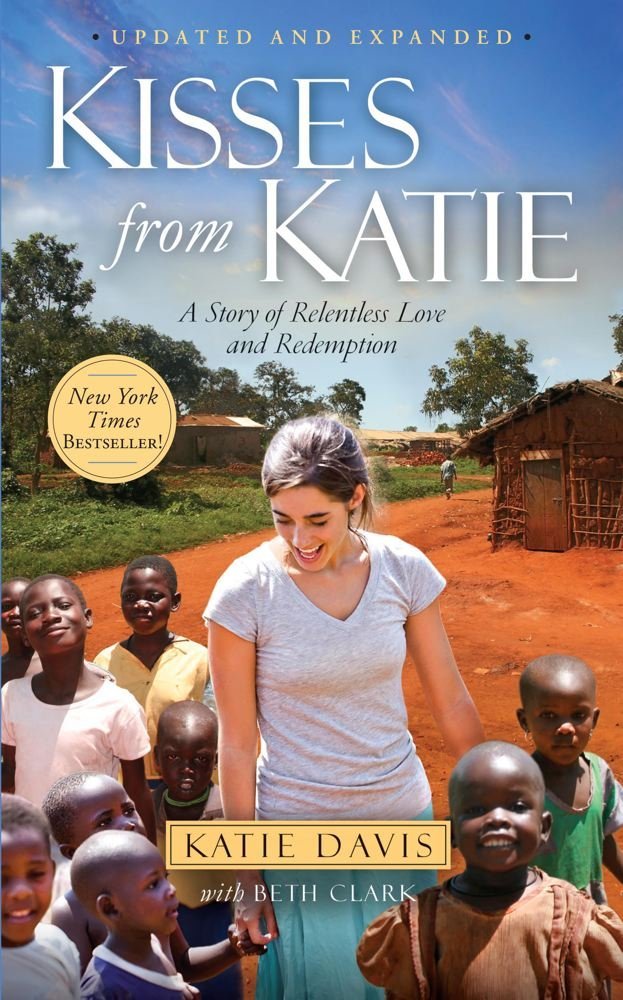 • UPDATED AND EXPANDED •
KISSES
from KATIE
A Story of Relentless Love
and Redemption
New York
Times
BESTSELLER!
KATIE DAVIS
with BETH CLARK